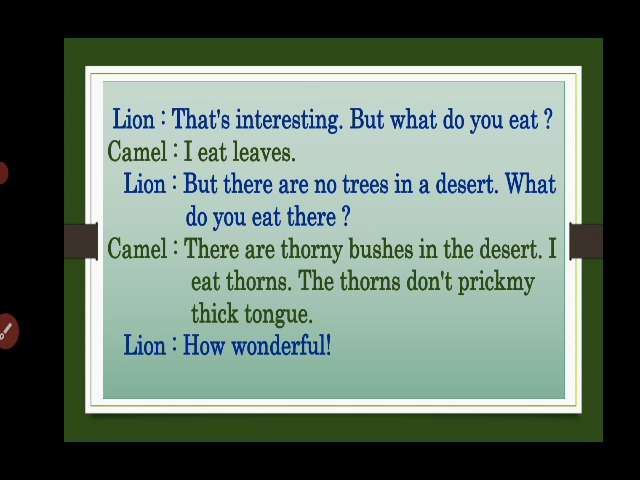 Lion : That's interesting. But what do you eat ?
Camel : I eat leaves.
Lion : But there are no trees in a desert. What
do you eat there ?
Camel : There are thorny bushes in the desert. I
eat thorns. The thorns don't prickmy
thick tongue.
Lion : How wonderful!